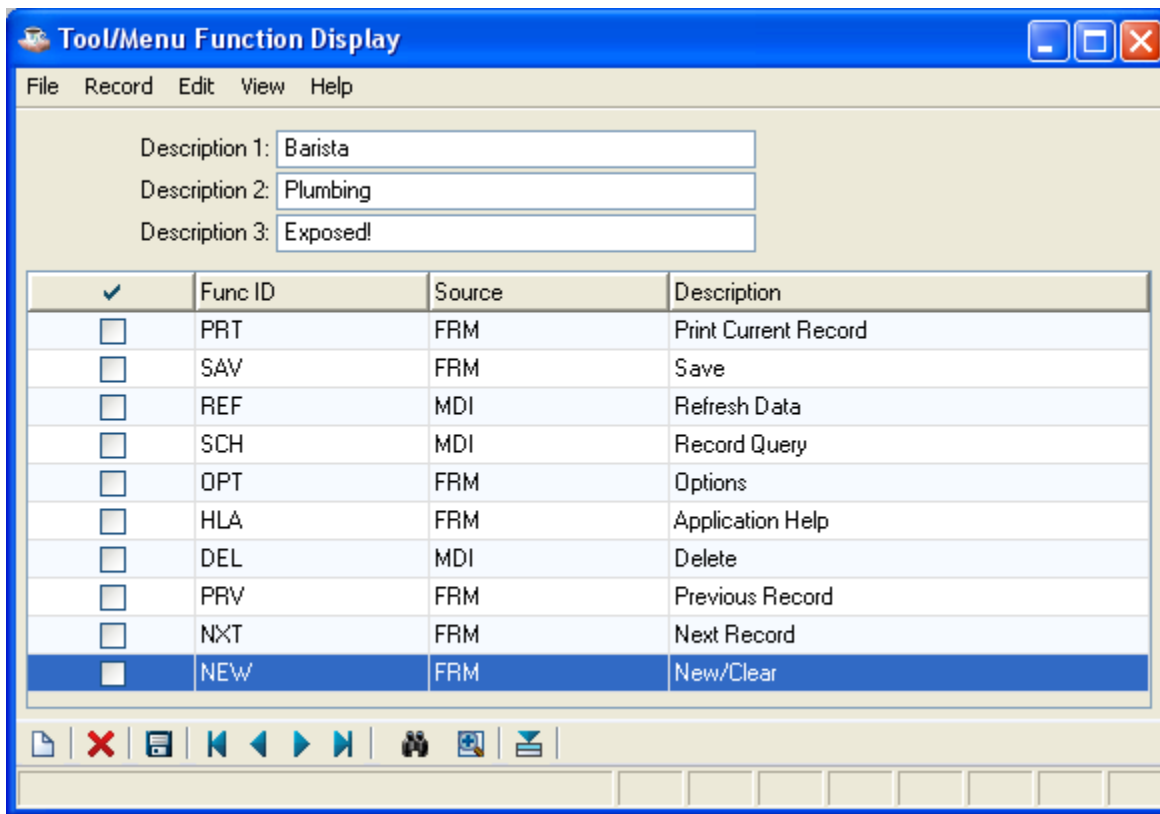 Tool/Menu Function Display
File Record Edit View Help
Description 1: Barista
Description 2: Plumbing
Description 3: Exposed!
Func ID Source Description
PRT FRM Print Current Record
SAV FRM Save
REF MDI Refresh Data
SCH MDI Record Query
OPT FRM Options
HLA FRM Application Help
DEL MDI Delete
PRV FRM Previous Record
NXT FRM Next Record
NEW FRM New/Clear